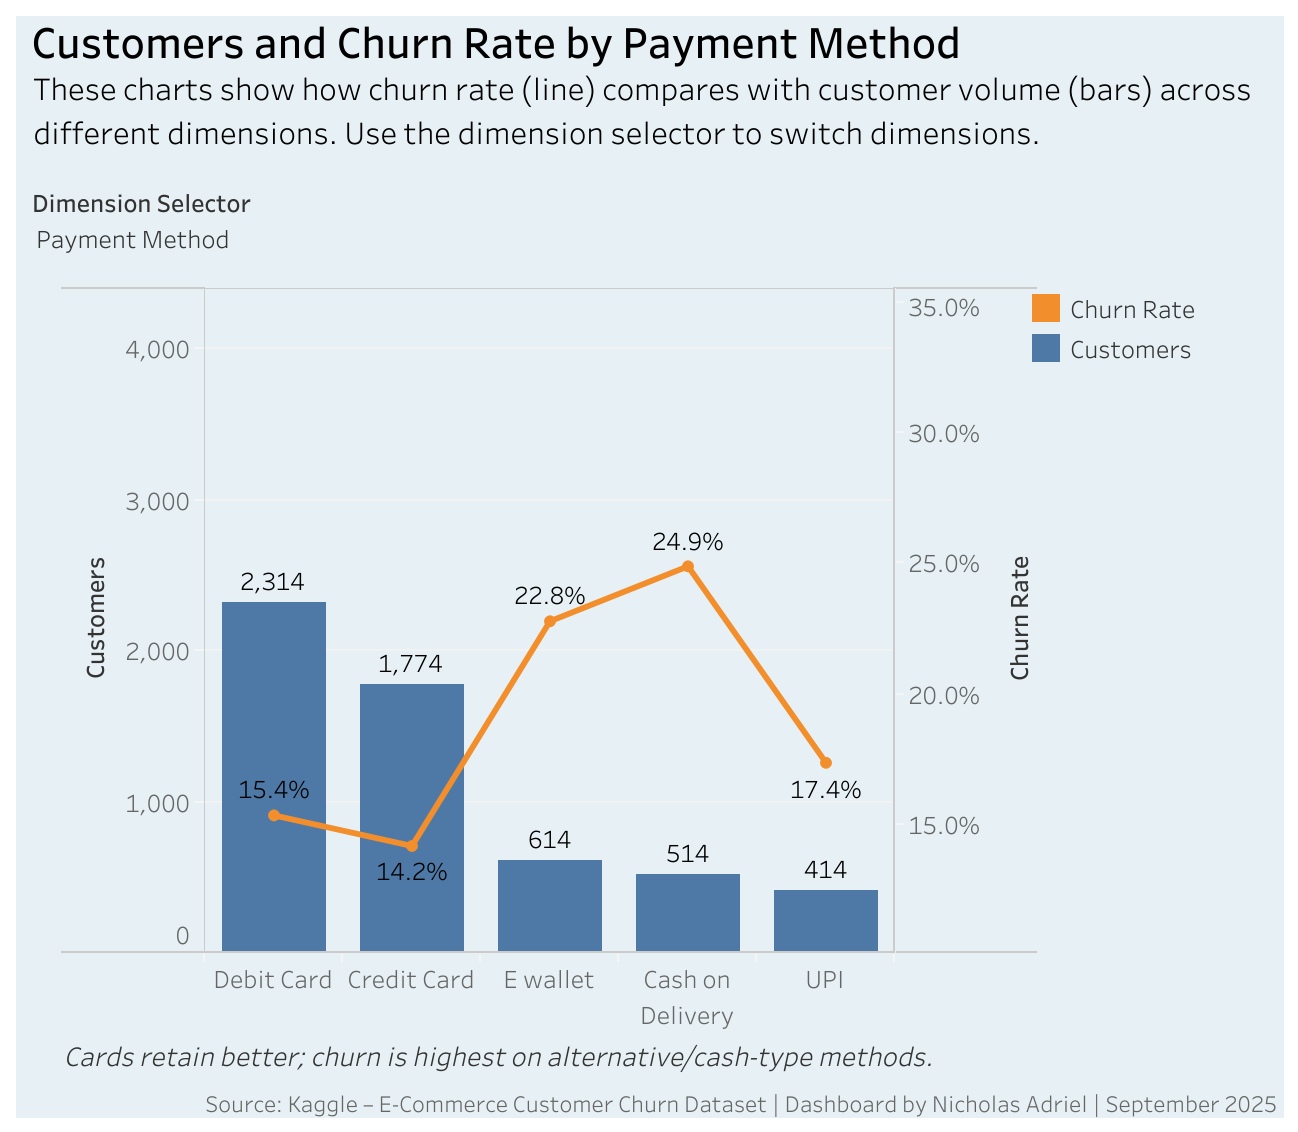 Customers and Churn Rate by Payment Method
These charts show how churn rate (line) compares with customer volume (bars) across
different dimensions. Use the dimension selector to switch dimensions.
Dimension Selector
Payment Method
Churn Rate
Customers
Customers
4,000
3,000
2,000
1,000
0
35.0%
30.0%
25.0%
20.0%
15.0%
Churn Rate
2,314
1,774
614
514
414
15.4%
14.2%
22.8%
24.9%
17.4%
Debit Card
Credit Card
E wallet
Cash on
Delivery
UPI
Cards retain better; churn is highest on alternative/cash-type methods.
Source: Kaggle – E-Commerce Customer Churn Dataset | Dashboard by Nicholas Adriel | September 2025